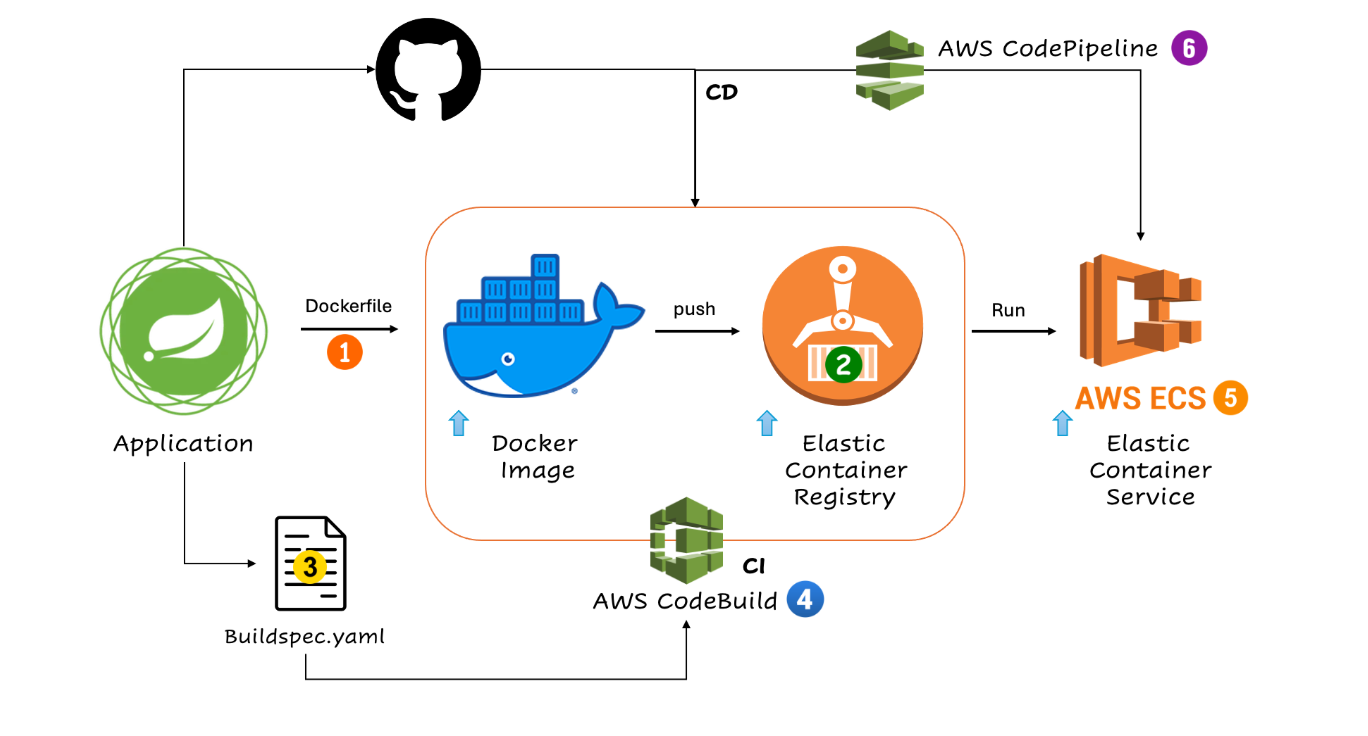 AWS CodePipeline 6
CD
Dockerfile
1
push
2
Run
AWS ECS 5
Application
Docker
Image
Elastic
Container
Registry
Elastic
Container
Service
3
Buildspec.yaml
CI
AWS CodeBuild 4
®